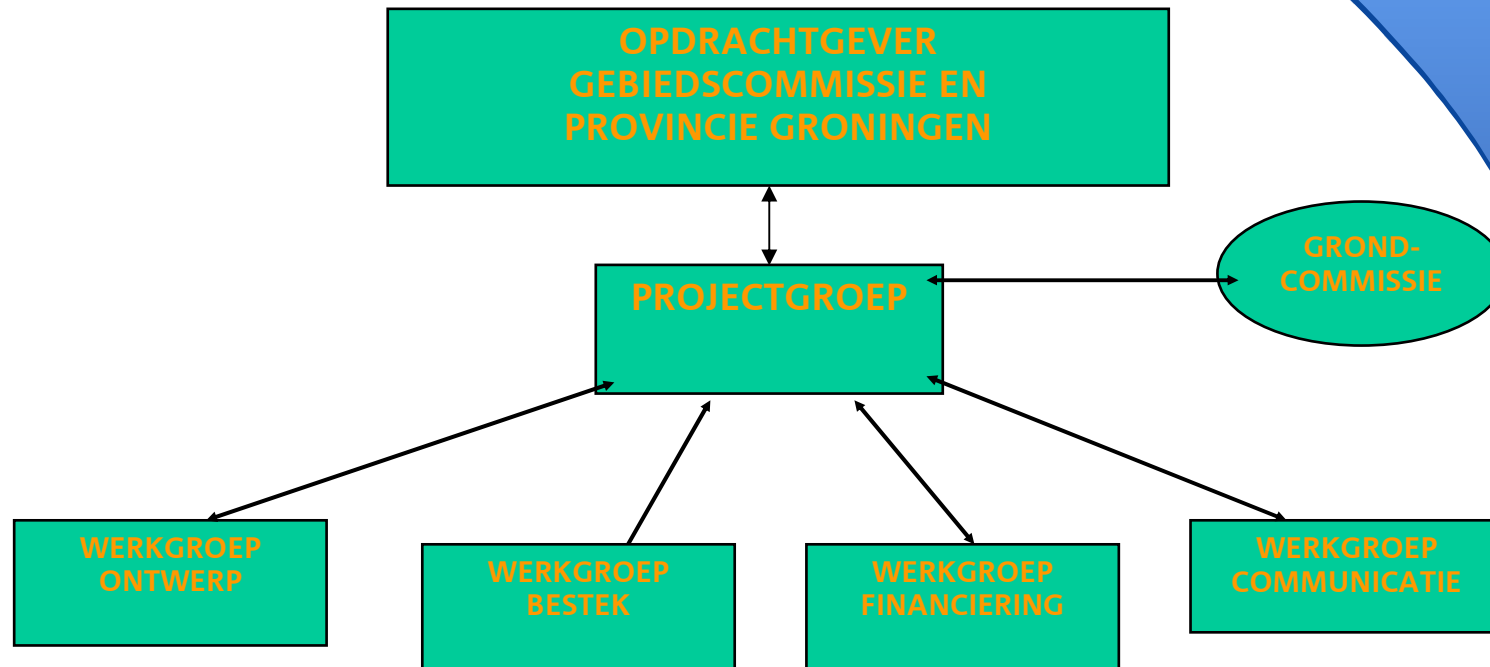 OPDRACHTGEVER
GEBIEDSCOMMISSIE EN
PROVINCIE GRONINGEN
GROND-
COMMISSIE
PROJECTGROEP
WERKGROEP
ONTWERP
WERKGROEP
BESTEK
WERKGROEP
FINANCIERING
WERKGROEP
COMMUNICATIE